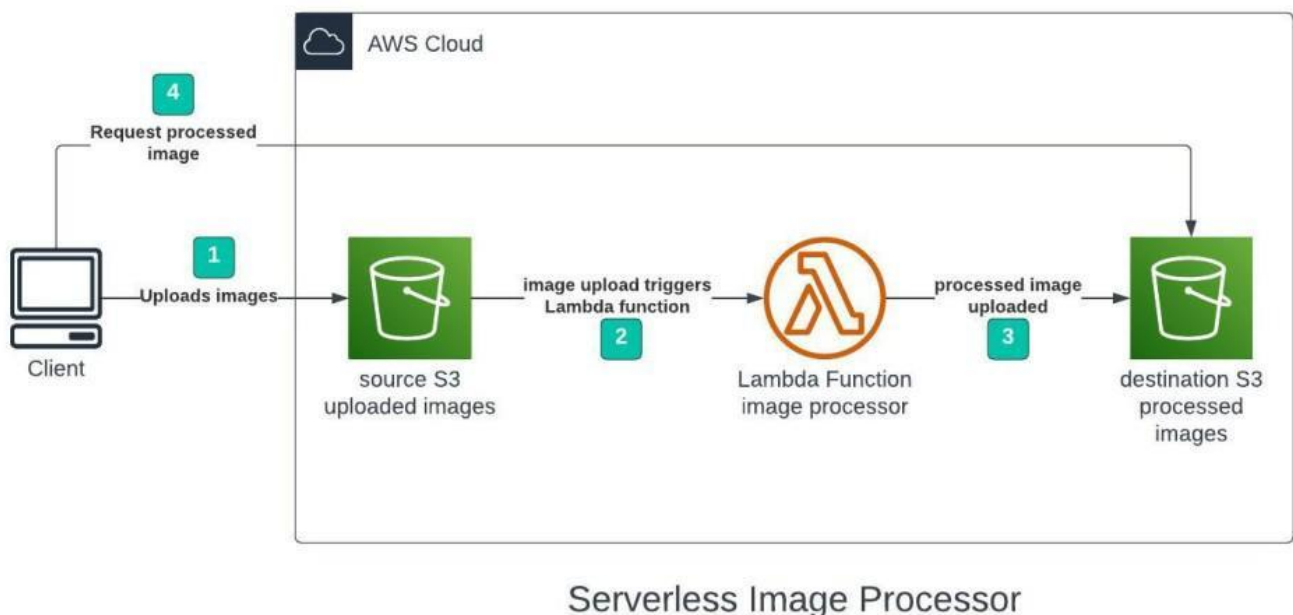 AWS Cloud
4
Request processed
image
1
Uploads images
image upload triggers
Lambda function
2
processed image
uploaded
3
Client
source S3
uploaded images
Lambda Function
image processor
destination S3
processed
images
Serverless Image Processor